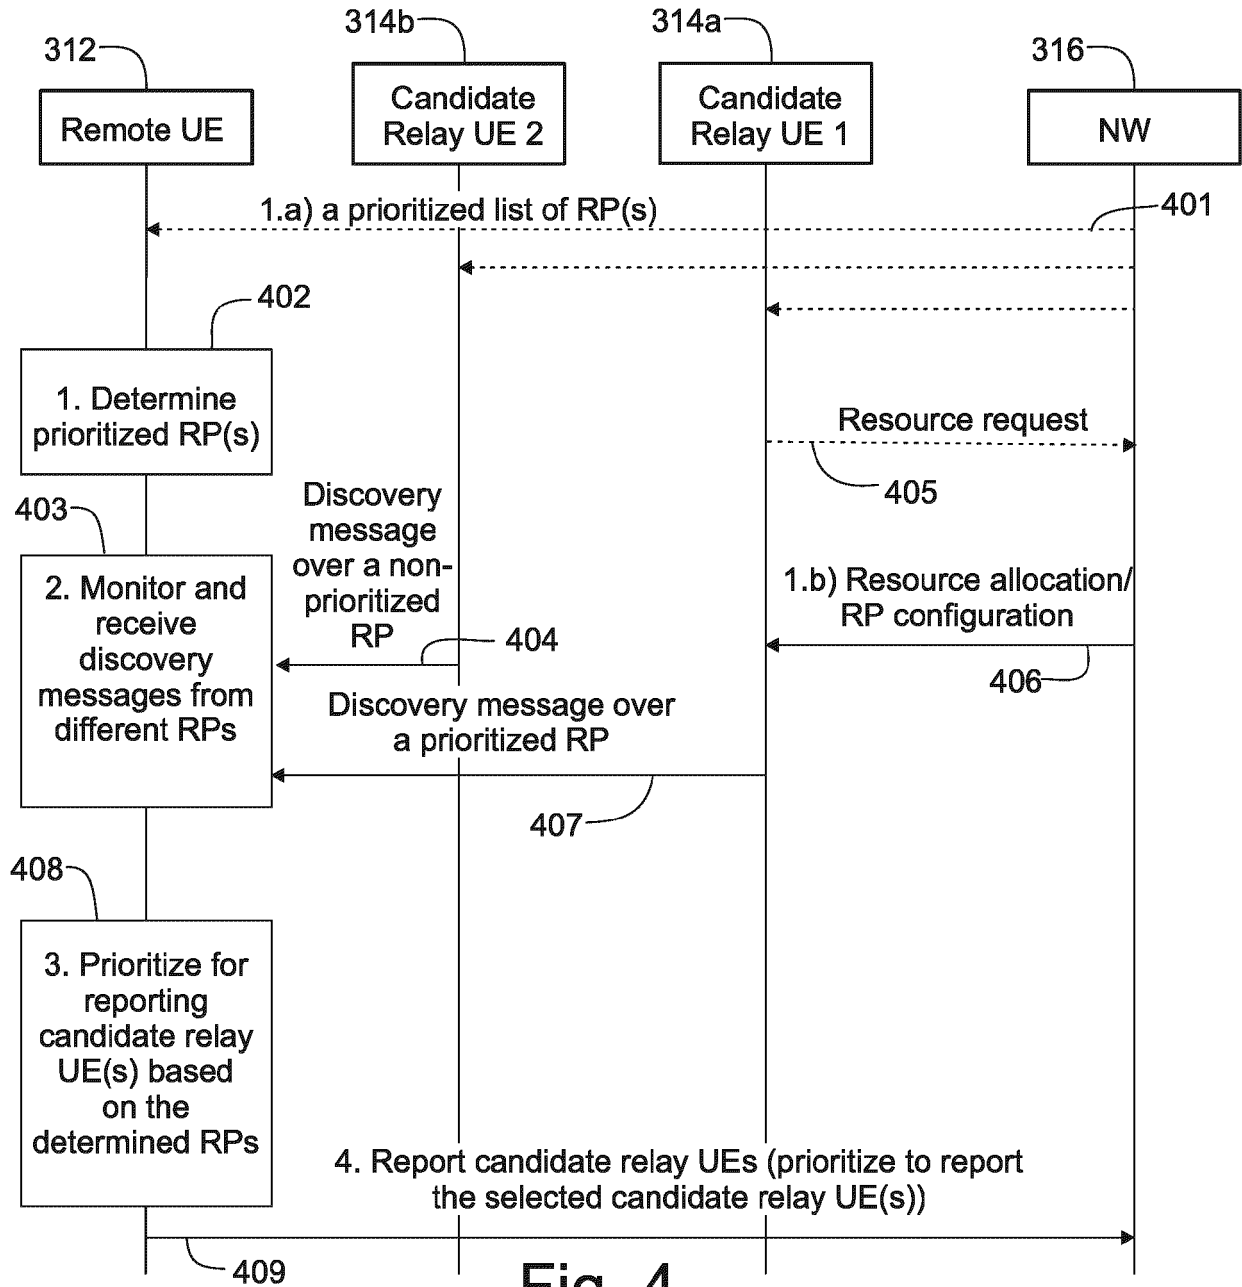 312
314b
314a
316
Remote UE
Candidate
Relay UE 2
Candidate
Relay UE 1
NW
1.a) a prioritized list of RP(s)
401
402
1. Determine
prioritized RP(s)
Resource request
405
403
Discovery
message
over a non-
prioritized
RP
404
2. Monitor and
receive
discovery
messages from
different RPs
1.b) Resource allocation/
RP configuration
406
Discovery message over
a prioritized RP
407
408
3. Prioritize for
reporting
candidate relay
UE(s) based
on the
determined RPs
4. Report candidate relay UEs (prioritize to report
the selected candidate relay UE(s))
409
Fig. 4